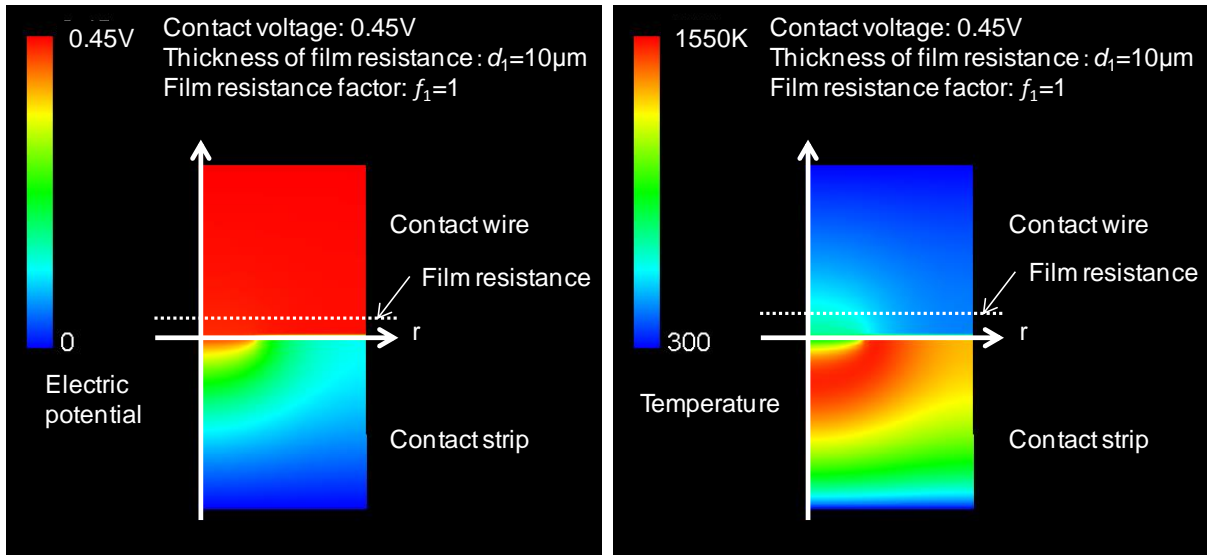 0.45V
Contact voltage: 0.45V
Thickness of film resistance : d₁=10μm
Film resistance factor: f₁=1
Contact wire
Film resistance
r
0
Electric
potential
Contact strip
1550K
Contact voltage: 0.45V
Thickness of film resistance : d₁=10μm
Film resistance factor: f₁=1
Contact wire
Film resistance
r
300
Temperature
Contact strip